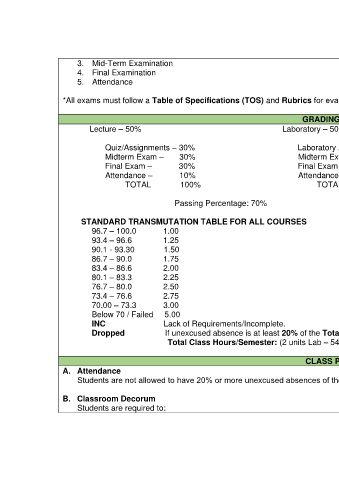 3. Mid-Term Examination
4. Final Examination
5. Attendance
*All exams must follow a Table of Specifications (TOS) and Rubrics for eva
GRADING
Lecture – 50% Laboratory – 50
Quiz/Assignments – 30% Laboratory
Midterm Exam – 30% Midterm Ex
Final Exam – 30% Final Exam
Attendance – 10% Attendance
TOTAL 100% TOTA
Passing Percentage: 70%
STANDARD TRANSMUTATION TABLE FOR ALL COURSES
96.7 – 100.0 1.00
93.4 – 96.6 1.25
90.1 - 93.30 1.50
86.7 – 90.0 1.75
83.4 – 86.6 2.00
80.1 – 83.3 2.25
76.7 – 80.0 2.50
73.4 – 76.6 2.75
70.00 – 73.3 3.00
Below 70 / Failed 5.00
INC Lack of Requirements/Incomplete.
Dropped If unexcused absence is at least 20% of the Tota
Total Class Hours/Semester: (2 units Lab – 54
CLASS P
A. Attendance
Students are not allowed to have 20% or more unexcused absences of th
B. Classroom Decorum
Students are required to: